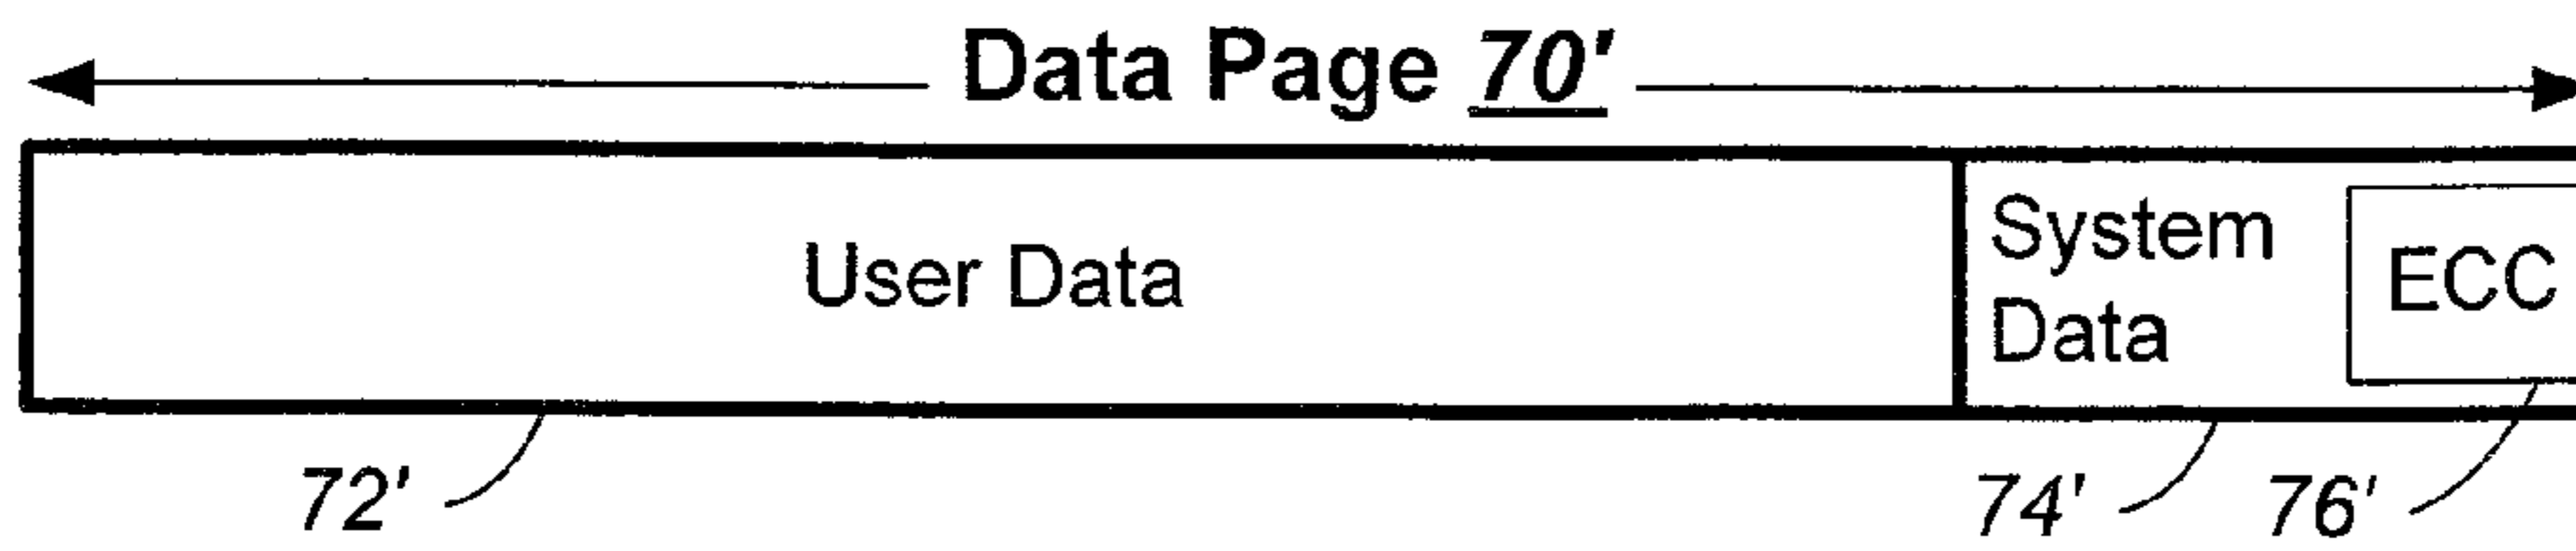 Data Page 70'
User Data
System
Data
ECC
72'
74'
76'